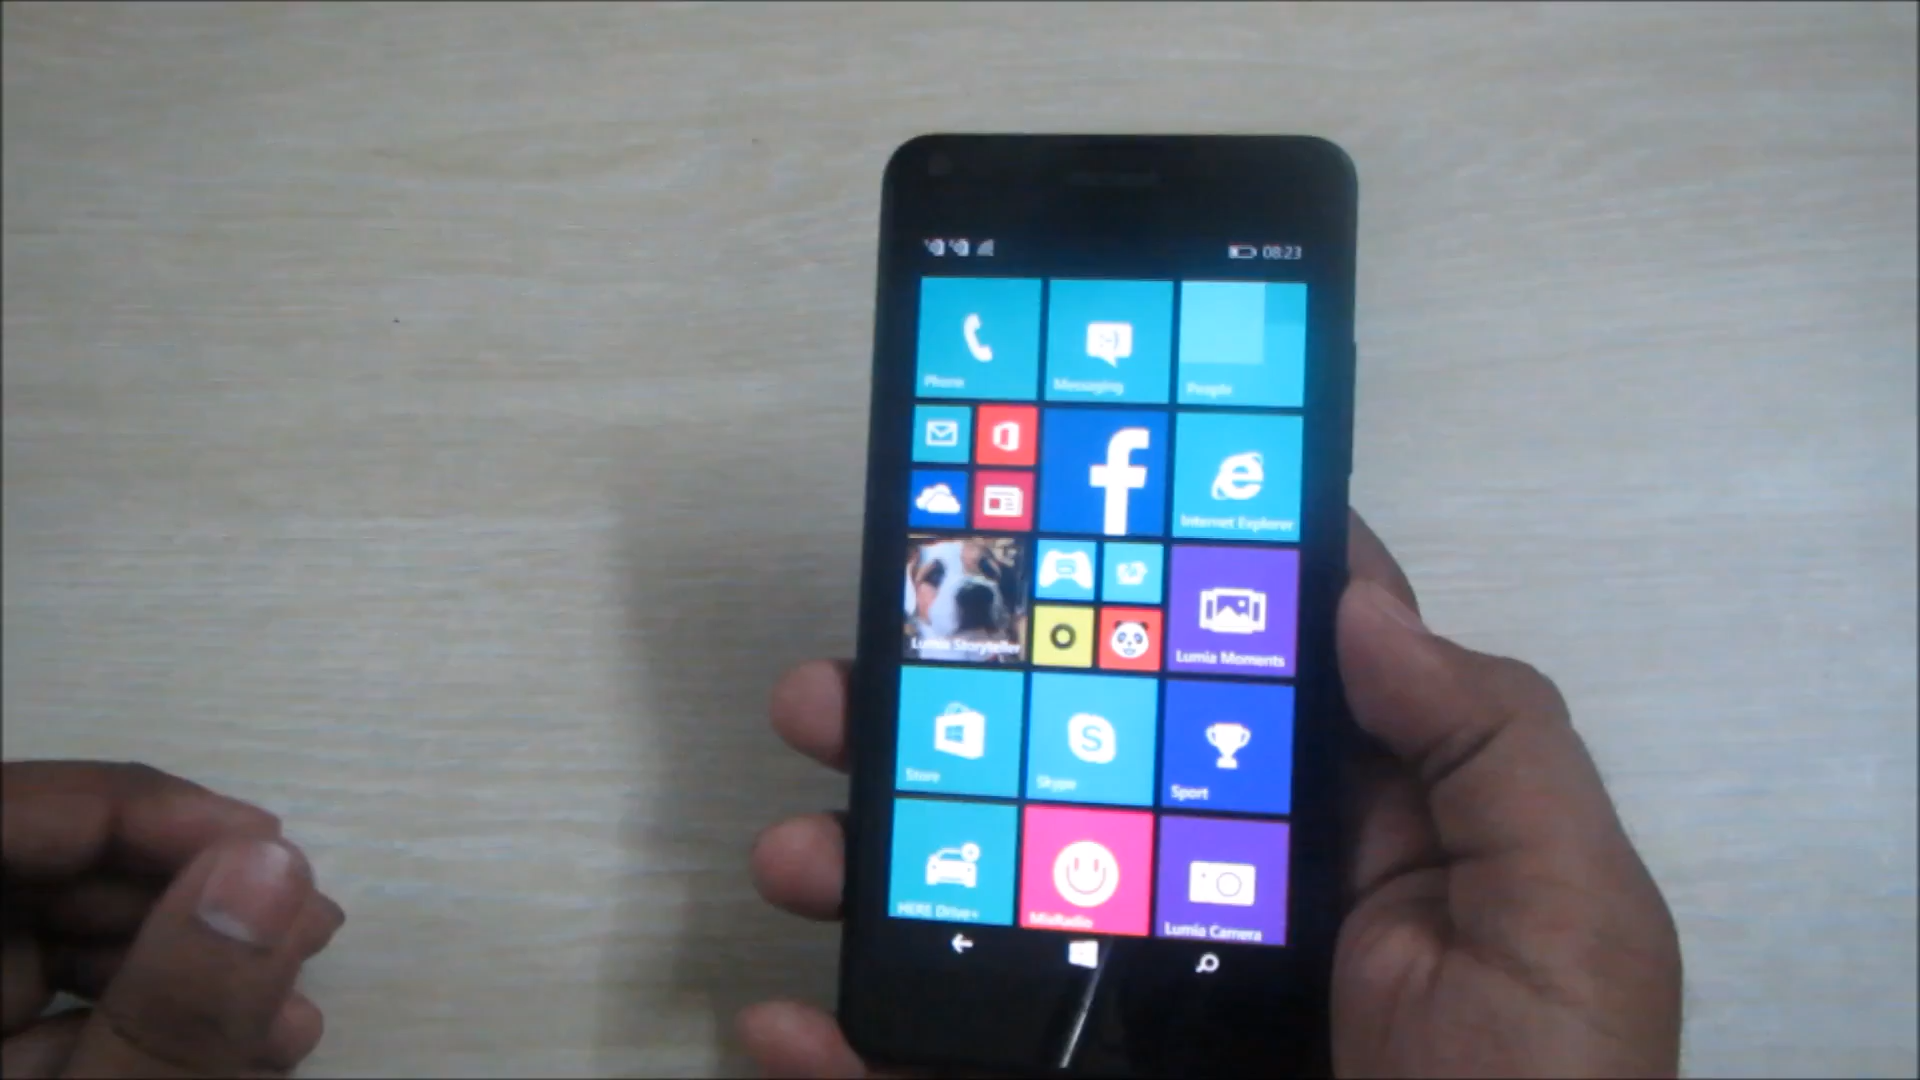 08:23
Phone
Messaging
People
Internet Explorer
Lumia Storyteller
Lumia Moments
Store
Skype
Sport
HERE Drive+
MixRadio
Lumia Camera